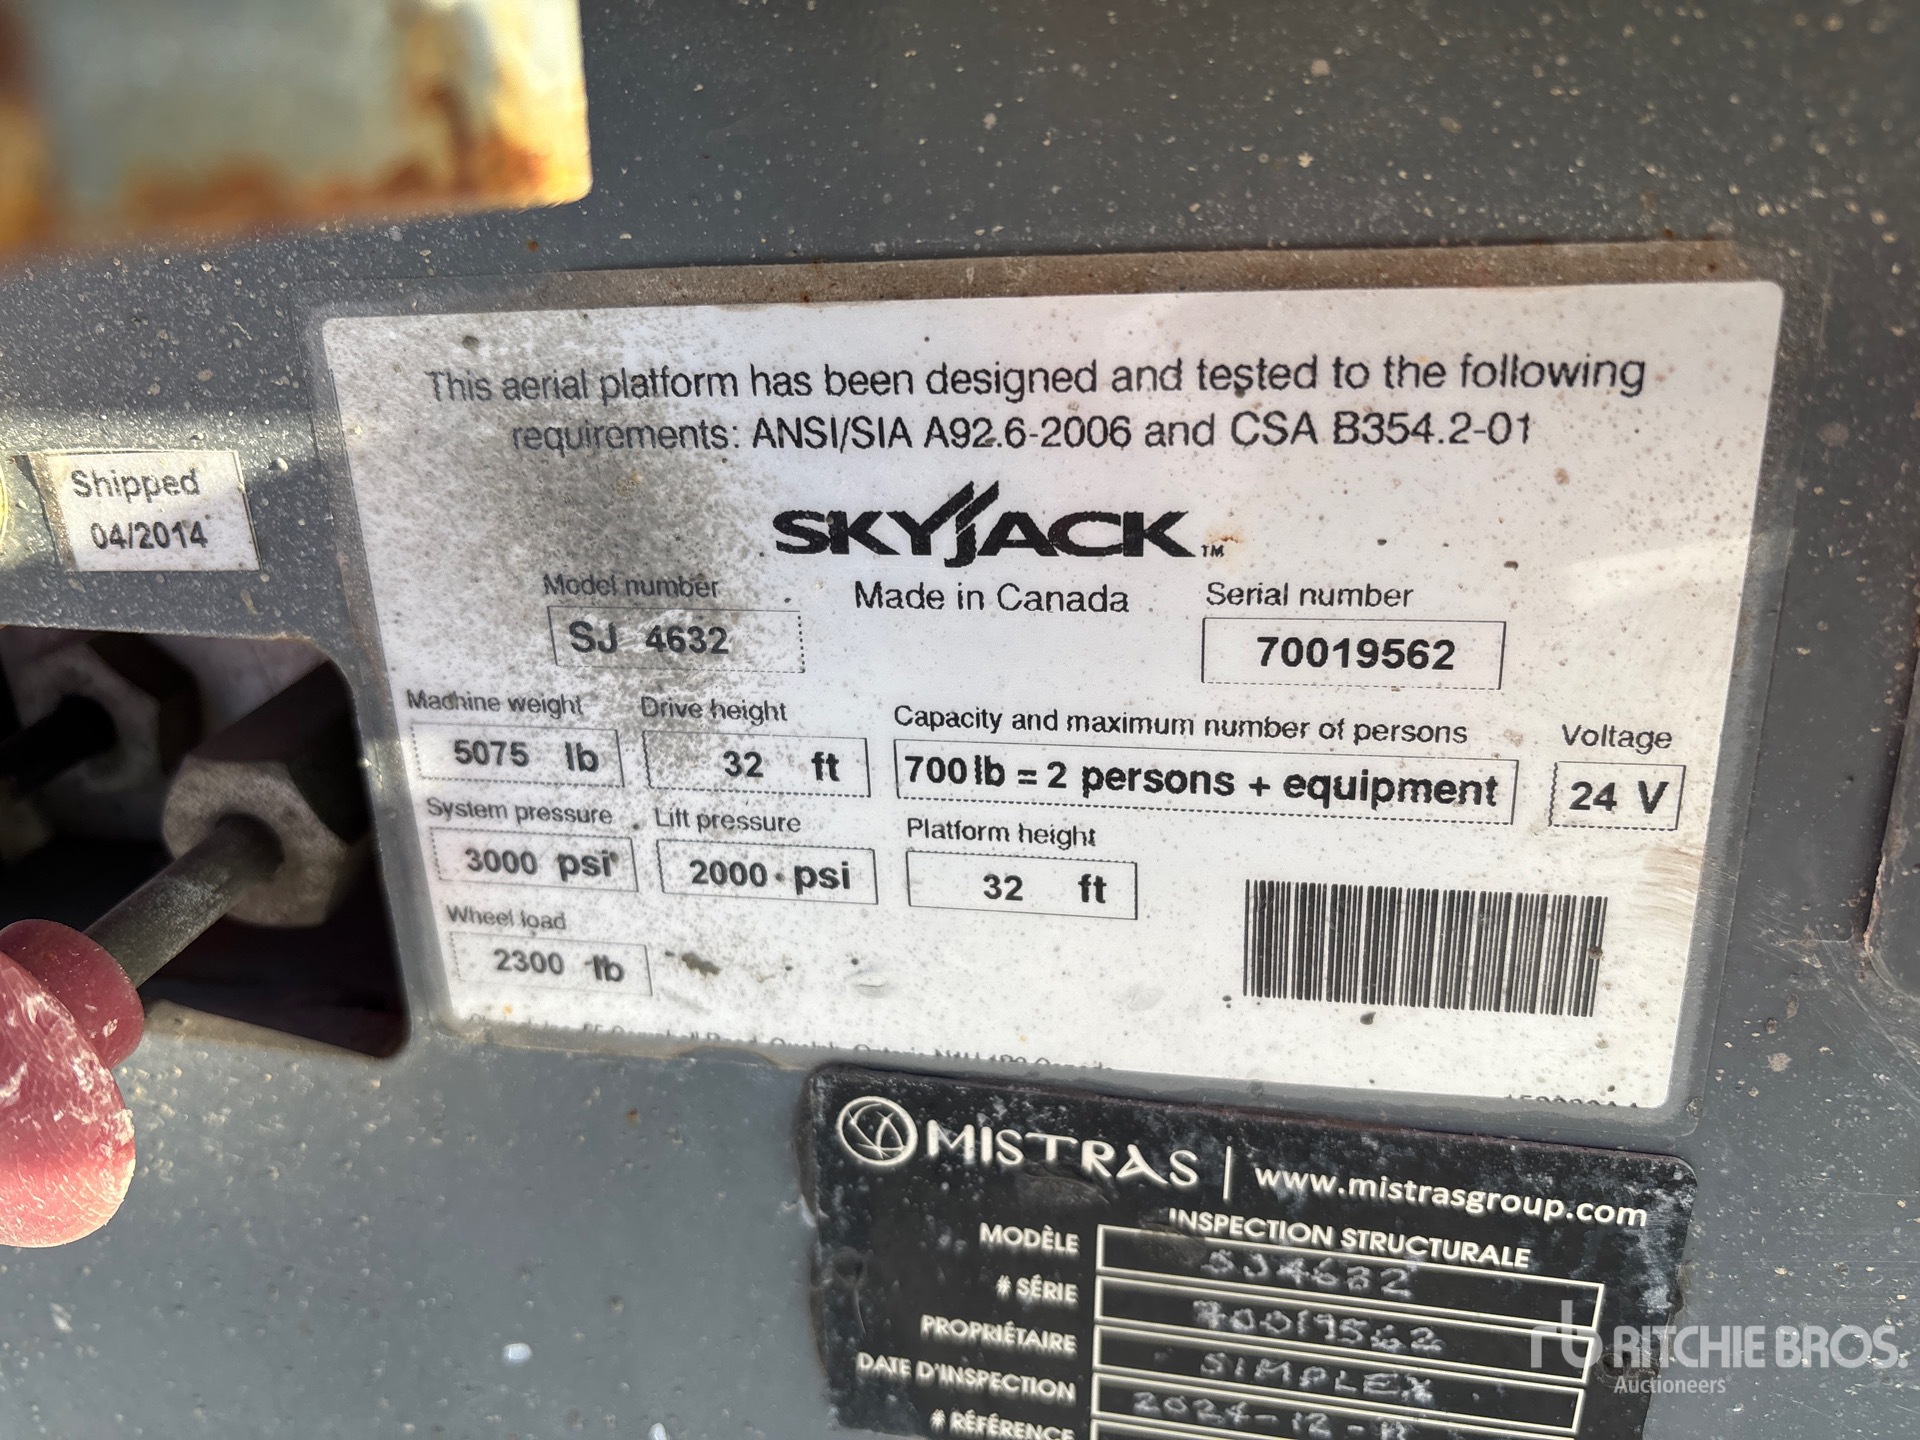 This aerial platform has been designed and tested to the following
requirements: ANSI/SIA A92.6-2006 and CSA B354.2-01
Shipped
04/2014
SKYJACK™
Made in Canada
Model number
SJ 4632
Serial number
70019562
Machine weight
5075 lb
Drive height
32 ft
Capacity and maximum number of persons
700 lb = 2 persons + equipment
Voltage
24 V
System pressure
3000 psi
Lift pressure
2000 psi
Platform height
32 ft
Wheel load
2300 lb
MISTRAS | www.mistrasgroup.com
INSPECTION STRUCTURALE
MODÈLE SJ4632
# SÉRIE 70019562
PROPRIÉTAIRE SIMPLEX
DATE D'INSPECTION 2024-12-
# RÉFÉRENCE
rb RITCHIE BROS.
Auctioneers